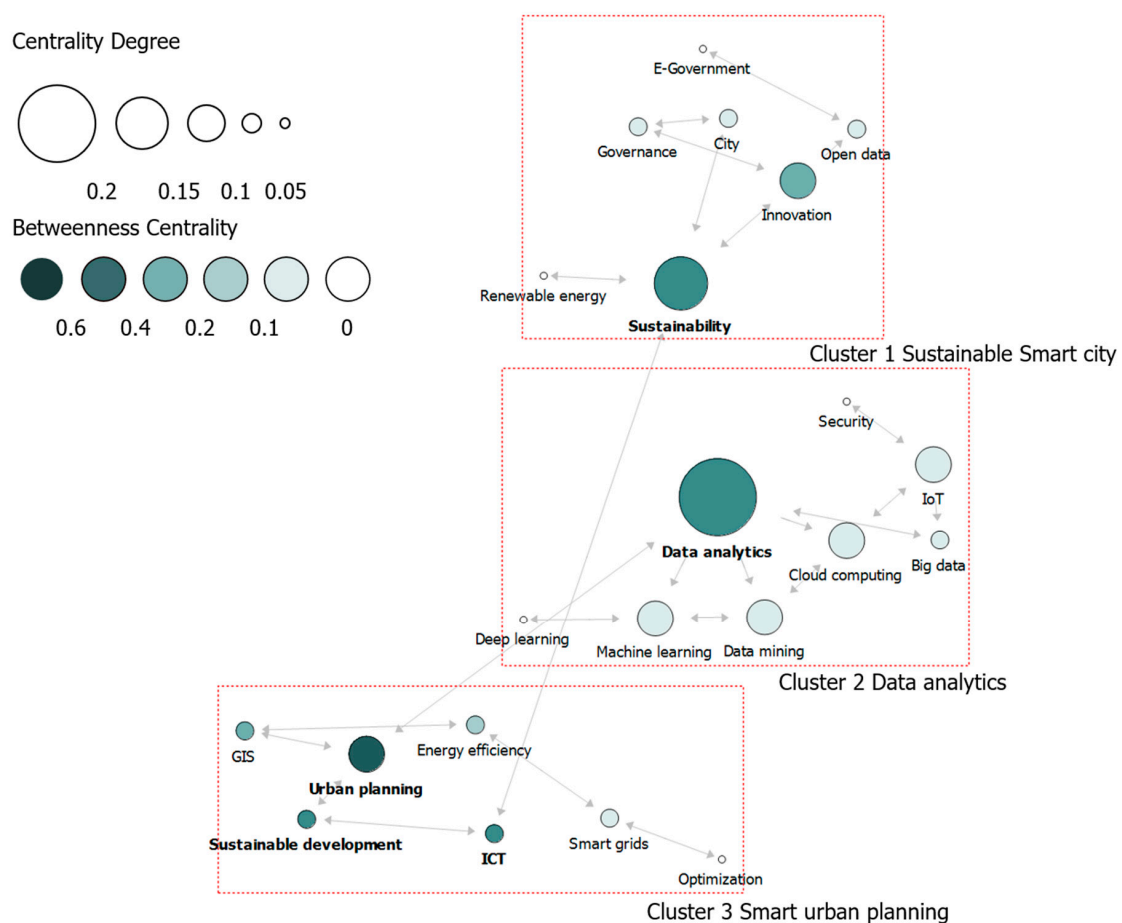 Centrality Degree
0.2 0.15 0.1 0.05
Betweenness Centrality
0.6 0.4 0.2 0.1 0
E-Government
Governance
City
Open data
Innovation
Renewable energy
Sustainability
Cluster 1 Sustainable Smart city
Security
IoT
Data analytics
Cloud computing
Big data
Deep learning
Machine learning
Data mining
Cluster 2 Data analytics
GIS
Energy efficiency
Urban planning
Sustainable development
ICT
Smart grids
Optimization
Cluster 3 Smart urban planning